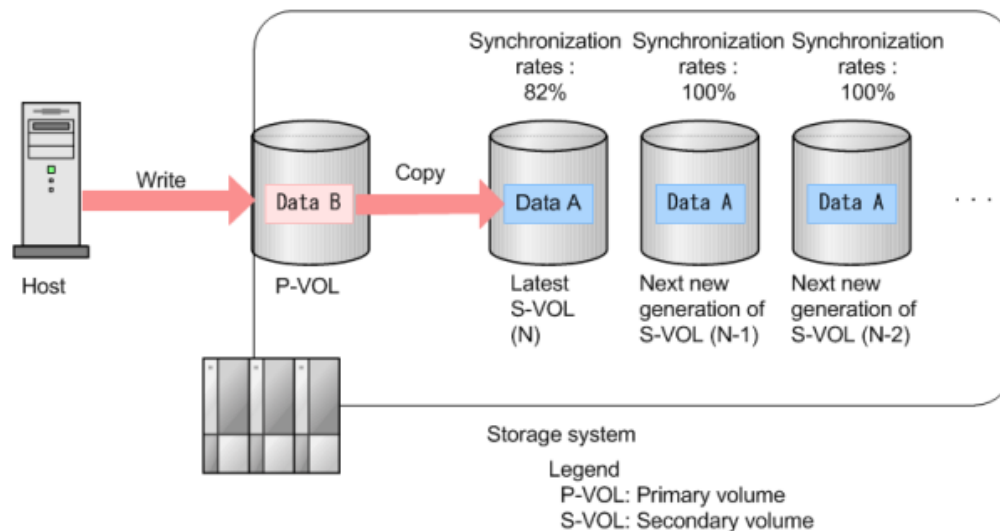 Synchronization rates : 82%
Synchronization rates : 100%
Synchronization rates : 100%
Write
Copy
Data B
Data A
Data A
Data A
. . .
Host
P-VOL
Latest S-VOL (N)
Next new generation of S-VOL (N-1)
Next new generation of S-VOL (N-2)
Storage system
Legend
P-VOL: Primary volume
S-VOL: Secondary volume